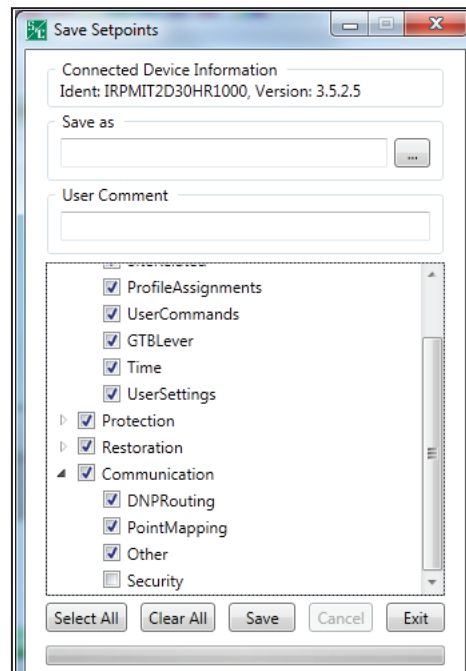 Save Setpoints
Connected Device Information
Ident: IRPMIT2D30HR1000, Version: 3.5.2.5
Save as
...
User Comment
ProfileAssignments
UserCommands
GTBLever
Time
UserSettings
Protection
Restoration
Communication
DNPRouting
PointMapping
Other
Security
Select All Clear All Save Cancel Exit